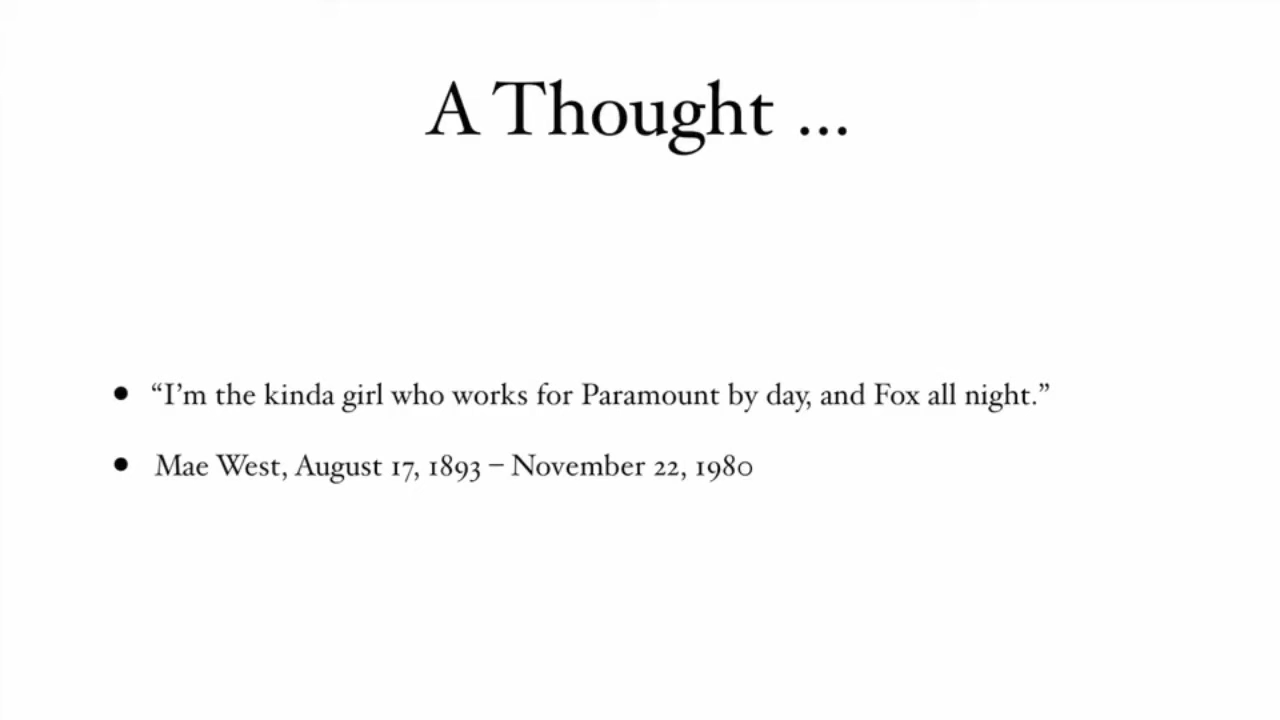 A Thought ...
• “I’m the kinda girl who works for Paramount by day, and Fox all night.”
• Mae West, August 17, 1893 – November 22, 1980